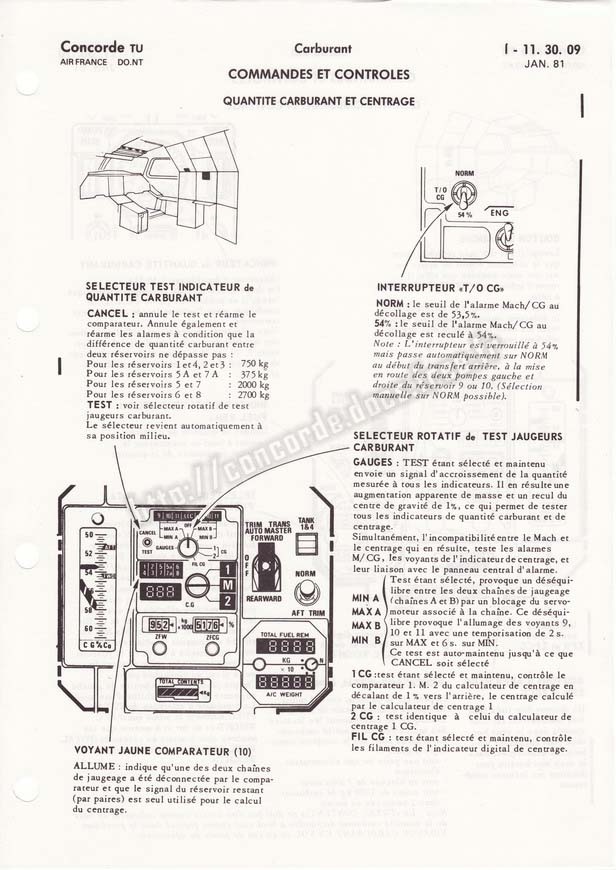 Concorde TU
AIR FRANCE DO.NT
Carburant
I - 11. 30. 09
JAN. 81
COMMANDES ET CONTROLES
QUANTITE CARBURANT ET CENTRAGE
NORM
T/O
CG
54 %
ENG
SELECTEUR TEST INDICATEUR de
QUANTITE CARBURANT
CANCEL : annule le test et réarme le
comparateur. Annule également et
réarme les alarmes à condition que la
différence de quantité carburant entre
deux réservoirs ne dépasse pas :
Pour les réservoirs 1 et 4, 2 et 3 : 750 kg
Pour les réservoirs 5 A et 7 A : 375 kg
Pour les réservoirs 5 et 7 : 2000 kg
Pour les réservoirs 6 et 8 : 2700 kg
TEST : voir sélecteur rotatif de test
jaugeurs carburant.
Le sélecteur revient automatiquement à
sa position milieu.
INTERRUPTEUR «T/O CG»
NORM : le seuil de l'alarme Mach/CG au
décollage est de 53,5%.
54% : le seuil de l'alarme Mach/CG au
décollage est reculé à 54%.
Note : L'interrupteur est verrouillé à 54%
mais passe automatiquement sur NORM
au début du transfert arrière, à la mise
en route des deux pompes gauche et
droite du réservoir 9 ou 10. (Sélection
manuelle sur NORM possible).
SELECTEUR ROTATIF de TEST JAUGEURS
CARBURANT
GAUGES : TEST étant sélecté et maintenu
envoie un signal d'accroissement de la quantité
mesurée à tous les indicateurs. Il en résulte une
augmentation apparente de masse et un recul du
centre de gravité de 1%, ce qui permet de tester
tous les indicateurs de quantité carburant et de
centrage.
Simultanément, l'incompatibilité entre le Mach et
le centrage qui en résulte, teste les alarmes
M/CG, les voyants de l'indicateur de centrage, et
leur liaison avec le panneau central d'alarme.
MIN A
MAX A
MAX B
MIN B
Test étant sélecté, provoque un déséqui-
libre entre les deux chaînes de jaugeage
(chaînes A et B) par un blocage du servo-
moteur associé à la chaîne. Ce déséqui-
libre provoque l'allumage des voyants 9,
10 et 11 avec une temporisation de 2 s.
sur MAX et 6 s. sur MIN.
Ce test est auto-maintenu jusqu'à ce que
CANCEL soit sélecté
1 CG : test étant sélecté et maintenu, contrôle le
comparateur 1. M. 2 du calculateur de centrage en
décalant de 1 % vers l'arrière, le centrage calculé
par le calculateur de centrage 1
2 CG : test identique à celui du calculateur de
centrage 1 CG.
FIL CG : test étant sélecté et maintenu, contrôle
les filaments de l'indicateur digital de centrage.
50
52
54
56
58
60
C G % Co
CANCEL
TEST
OFF
MAX A
MAX B
MIN A
MIN B
GAUGES
1
2
CG
FIL CG
C.G
1
M
2
952
kg
x1000
517.6
%
ZFW
ZFCG
TOTAL CONTENTS
Kg
TRIM TRANS
AUTO MASTER
FORWARD
OFF
REARWARD
TANK
1&4
NORM
AFT TRIM
TOTAL FUEL REM
KG
x 10
N
A/C WEIGHT
VOYANT JAUNE COMPARATEUR (10)
ALLUME : indique qu'une des deux chaînes
de jaugeage a été déconnectée par le compa-
rateur et que le signal du réservoir restant
(par paires) est seul utilisé pour le calcul
du centrage.